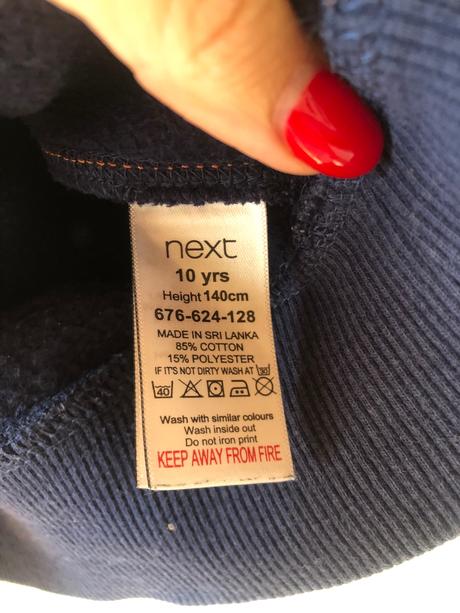 next
10 yrs
Height 140cm
676-624-128
MADE IN SRI LANKA
85% COTTON
15% POLYESTER
IF IT'S NOT DIRTY WASH AT 30
40
Wash with similar colours
Wash inside out
Do not iron print
KEEP AWAY FROM FIRE